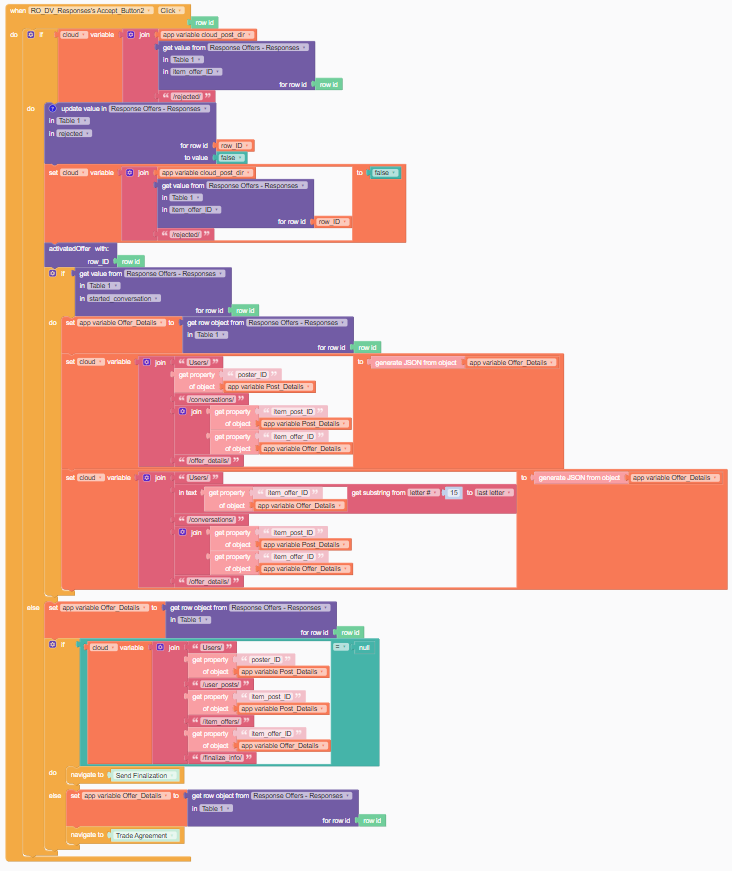 when RO_DV_Responses's Accept_Button2 Click
row id
do if cloud variable join app variable cloud_post_dir
get value from Response Offers - Responses
in Table 1
in item_offer_ID
for row id row id
“ /rejected/ ”
do ? update value in Response Offers - Responses
in Table 1
in rejected
for row id row_ID
to value false
set cloud variable join app variable cloud_post_dir to false
get value from Response Offers - Responses
in Table 1
in item_offer_ID
for row id row_ID
“ /rejected/ ”
activatedOffer with:
row_ID row id
if get value from Response Offers - Responses
in Table 1
in started_conversation
for row id row id
do set app variable Offer_Details to get row object from Response Offers - Responses
in Table 1
for row id row id
set cloud variable join “ Users/ ” to generate JSON from object app variable Offer_Details
get property “ poster_ID ”
of object app variable Post_Details
“ /conversations/ ”
join get property “ item_post_ID ”
of object app variable Post_Details
get property “ item_offer_ID ”
of object app variable Offer_Details
“ /offer_details/ ”
set cloud variable join “ Users/ ” to generate JSON from object app variable Offer_Details
in text get property “ item_offer_ID ” get substring from letter # 15 to last letter
of object app variable Offer_Details
“ /conversations/ ”
join get property “ item_post_ID ”
of object app variable Post_Details
get property “ item_offer_ID ”
of object app variable Offer_Details
“ /offer_details/ ”
else set app variable Offer_Details to get row object from Response Offers - Responses
in Table 1
for row id row id
if cloud variable join “ Users/ ” = null
get property “ poster_ID ”
of object app variable Post_Details
“ /user_posts/ ”
get property “ item_post_ID ”
of object app variable Post_Details
“ /item_offers/ ”
get property “ item_offer_ID ”
of object app variable Offer_Details
“ /finalize_info/ ”
do navigate to Send Finalization
else set app variable Offer_Details to get row object from Response Offers - Responses
in Table 1
for row id row id
navigate to Trade Agreement